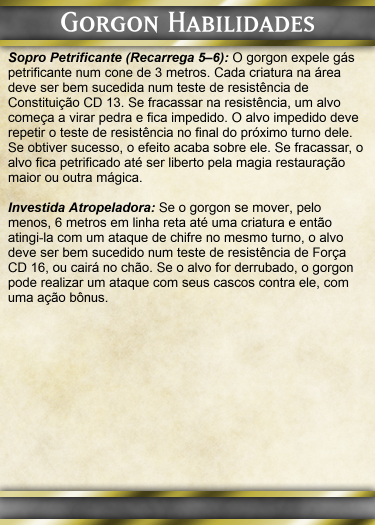 Gorgon Habilidades
Sopro Petrificante (Recarrega 5–6): O gorgon expele gás
petrificante num cone de 3 metros. Cada criatura na área
deve ser bem sucedida num teste de resistência de
Constituição CD 13. Se fracassar na resistência, um alvo
começa a virar pedra e fica impedido. O alvo impedido deve
repetir o teste de resistência no final do próximo turno dele.
Se obtiver sucesso, o efeito acaba sobre ele. Se fracassar, o
alvo fica petrificado até ser liberto pela magia restauração
maior ou outra mágica.
Investida Atropeladora: Se o gorgon se mover, pelo
menos, 6 metros em linha reta até uma criatura e então
atingi-la com um ataque de chifre no mesmo turno, o alvo
deve ser bem sucedido num teste de resistência de Força
CD 16, ou cairá no chão. Se o alvo for derrubado, o gorgon
pode realizar um ataque com seus cascos contra ele, com
uma ação bônus.